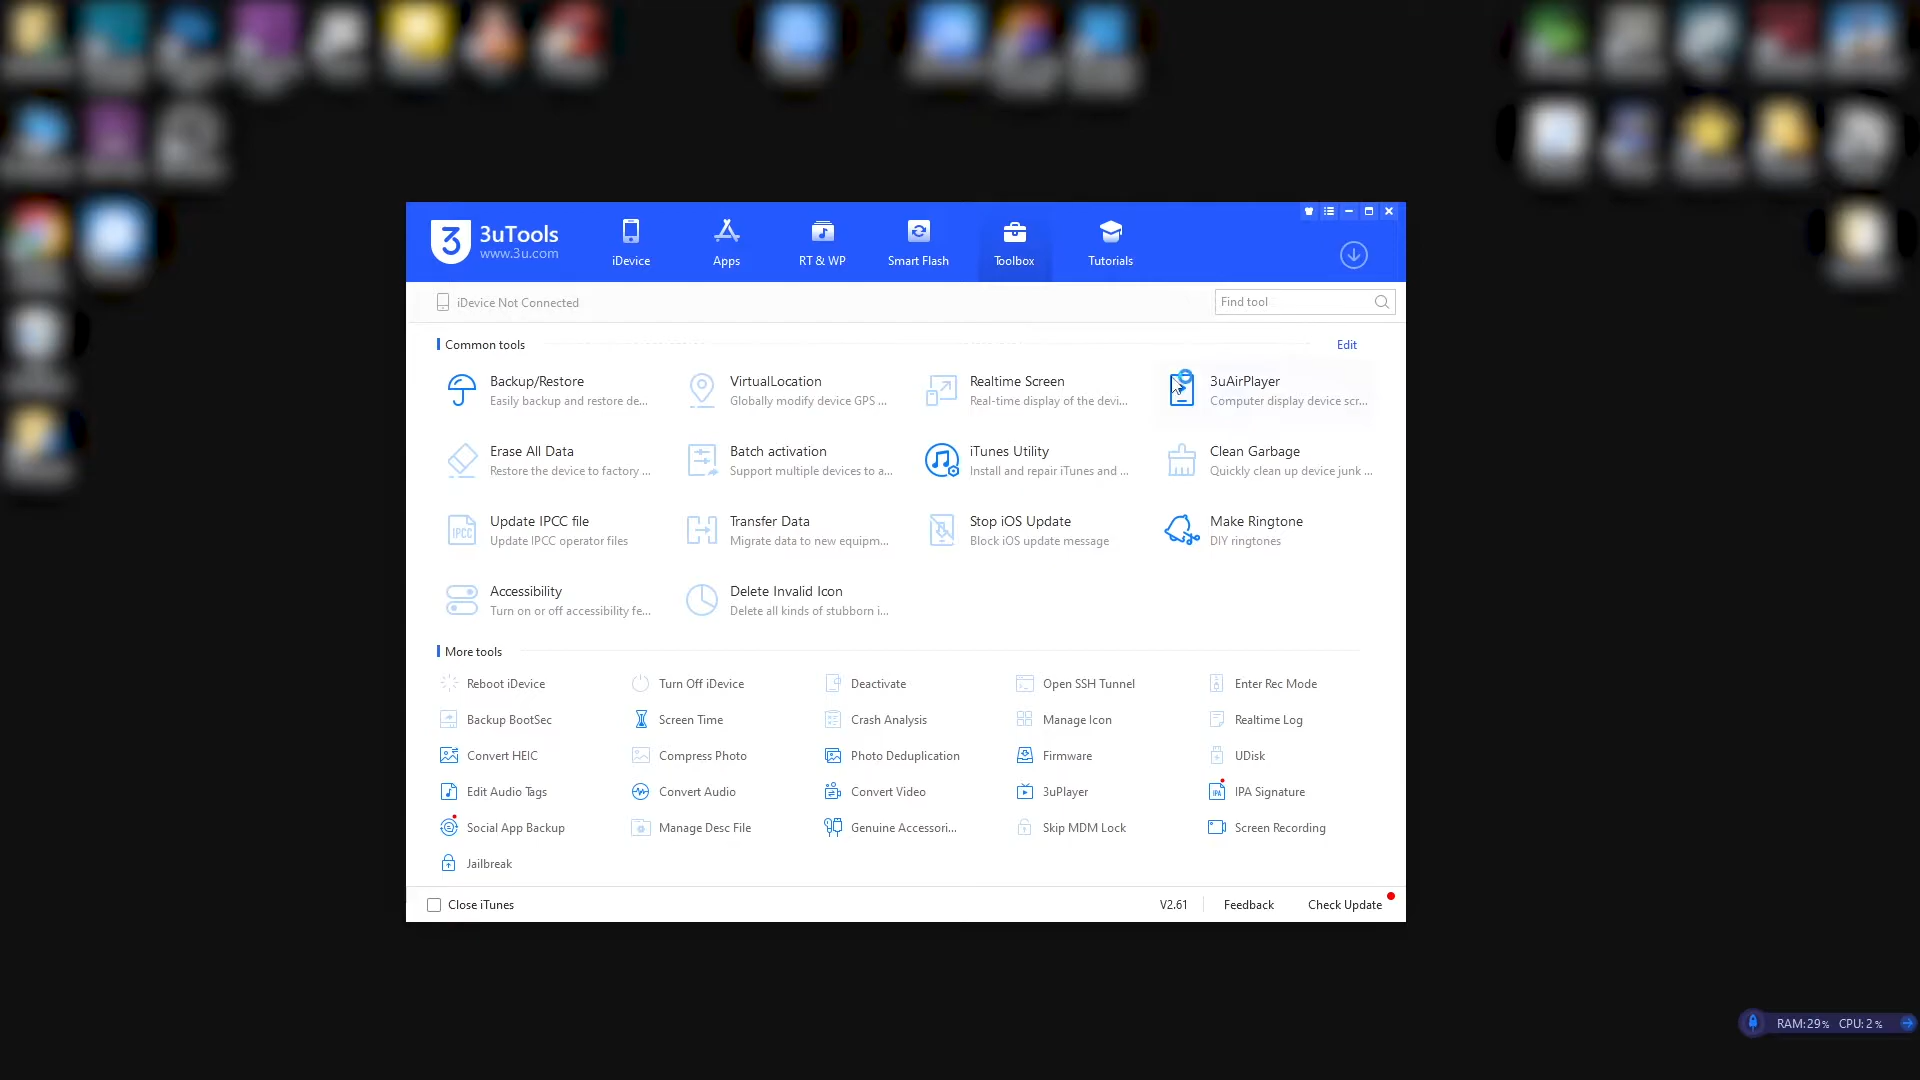 3uTools
www.3u.com
iDevice
Apps
RT & WP
Smart Flash
Toolbox
Tutorials
iDevice Not Connected
Find tool
Common tools
Edit
Backup/Restore
Easily backup and restore de...
VirtualLocation
Globally modify device GPS ...
Realtime Screen
Real-time display of the devi...
3uAirPlayer
Computer display device scr...
Erase All Data
Restore the device to factory ...
Batch activation
Support multiple devices to a...
iTunes Utility
Install and repair iTunes and ...
Clean Garbage
Quickly clean up device junk ...
IPCC
Update IPCC file
Update IPCC operator files
Transfer Data
Migrate data to new equipm...
Stop iOS Update
Block iOS update message
Make Ringtone
DIY ringtones
Accessibility
Turn on or off accessibility fe...
Delete Invalid Icon
Delete all kinds of stubborn i...
More tools
Reboot iDevice
Turn Off iDevice
Deactivate
Open SSH Tunnel
Enter Rec Mode
Backup BootSec
Screen Time
Crash Analysis
Manage Icon
Realtime Log
Convert HEIC
Compress Photo
Photo Deduplication
Firmware
UDisk
Edit Audio Tags
Convert Audio
Convert Video
3uPlayer
IPA Signature
Social App Backup
Manage Desc File
Genuine Accessori...
Skip MDM Lock
Screen Recording
Jailbreak
Close iTunes
V2.61
Feedback
Check Update
RAM:29% CPU: 2%